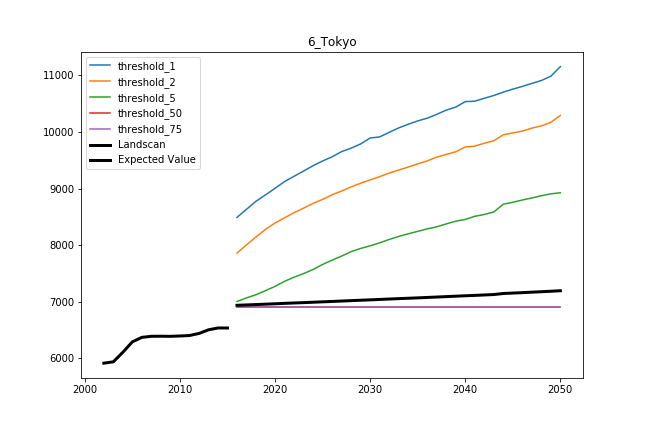 6_Tokyo
threshold_1
threshold_2
threshold_5
threshold_50
threshold_75
Landscan
Expected Value
11000
10000
9000
8000
7000
6000
2000 2010 2020 2030 2040 2050